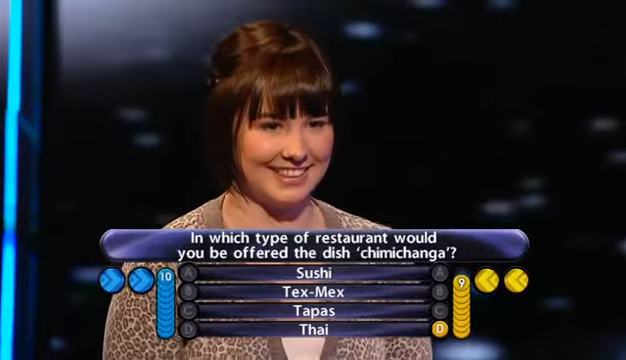 In which type of restaurant would
you be offered the dish 'chimichanga'?
10 A Sushi A 9
B Tex-Mex B
C Tapas C
D Thai D